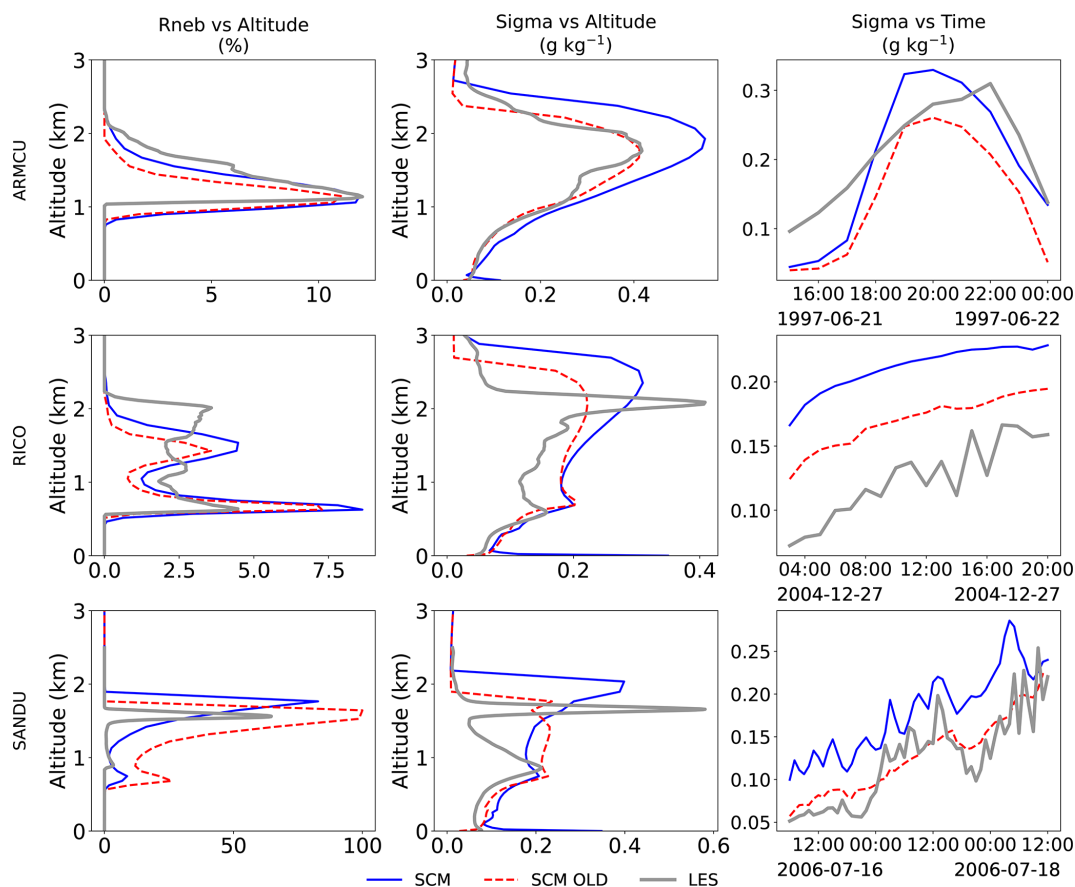 Rneb vs Altitude
(%)
Sigma vs Altitude
(g kg⁻¹)
Sigma vs Time
(g kg⁻¹)
ARMCU
Altitude (km)
3
2
1
0
0 5 10
Altitude (km)
3
2
1
0
0.0 0.2 0.4
0.3
0.2
0.1
16:00 18:00 20:00 22:00 00:00
1997-06-21 1997-06-22
RICO
Altitude (km)
3
2
1
0
0.0 2.5 5.0 7.5
Altitude (km)
3
2
1
0
0.0 0.2 0.4
0.20
0.15
0.10
04:00 08:00 12:00 16:00 20:00
2004-12-27 2004-12-27
SANDU
Altitude (km)
3
2
1
0
0 50 100
Altitude (km)
3
2
1
0
0.0 0.2 0.4 0.6
0.25
0.20
0.15
0.10
0.05
12:00 00:00 12:00 00:00 12:00
2006-07-16 2006-07-18
SCM SCM OLD LES